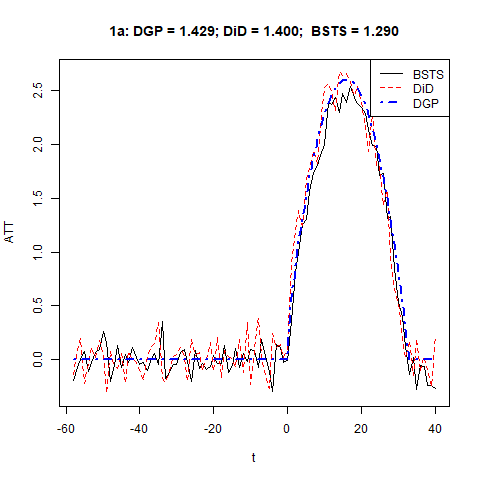 1a: DGP = 1.429; DiD = 1.400;  BSTS = 1.290
BSTS
DiD
DGP
ATT
2.5
2.0
1.5
1.0
0.5
0.0
-60 -40 -20 0 20 40
t